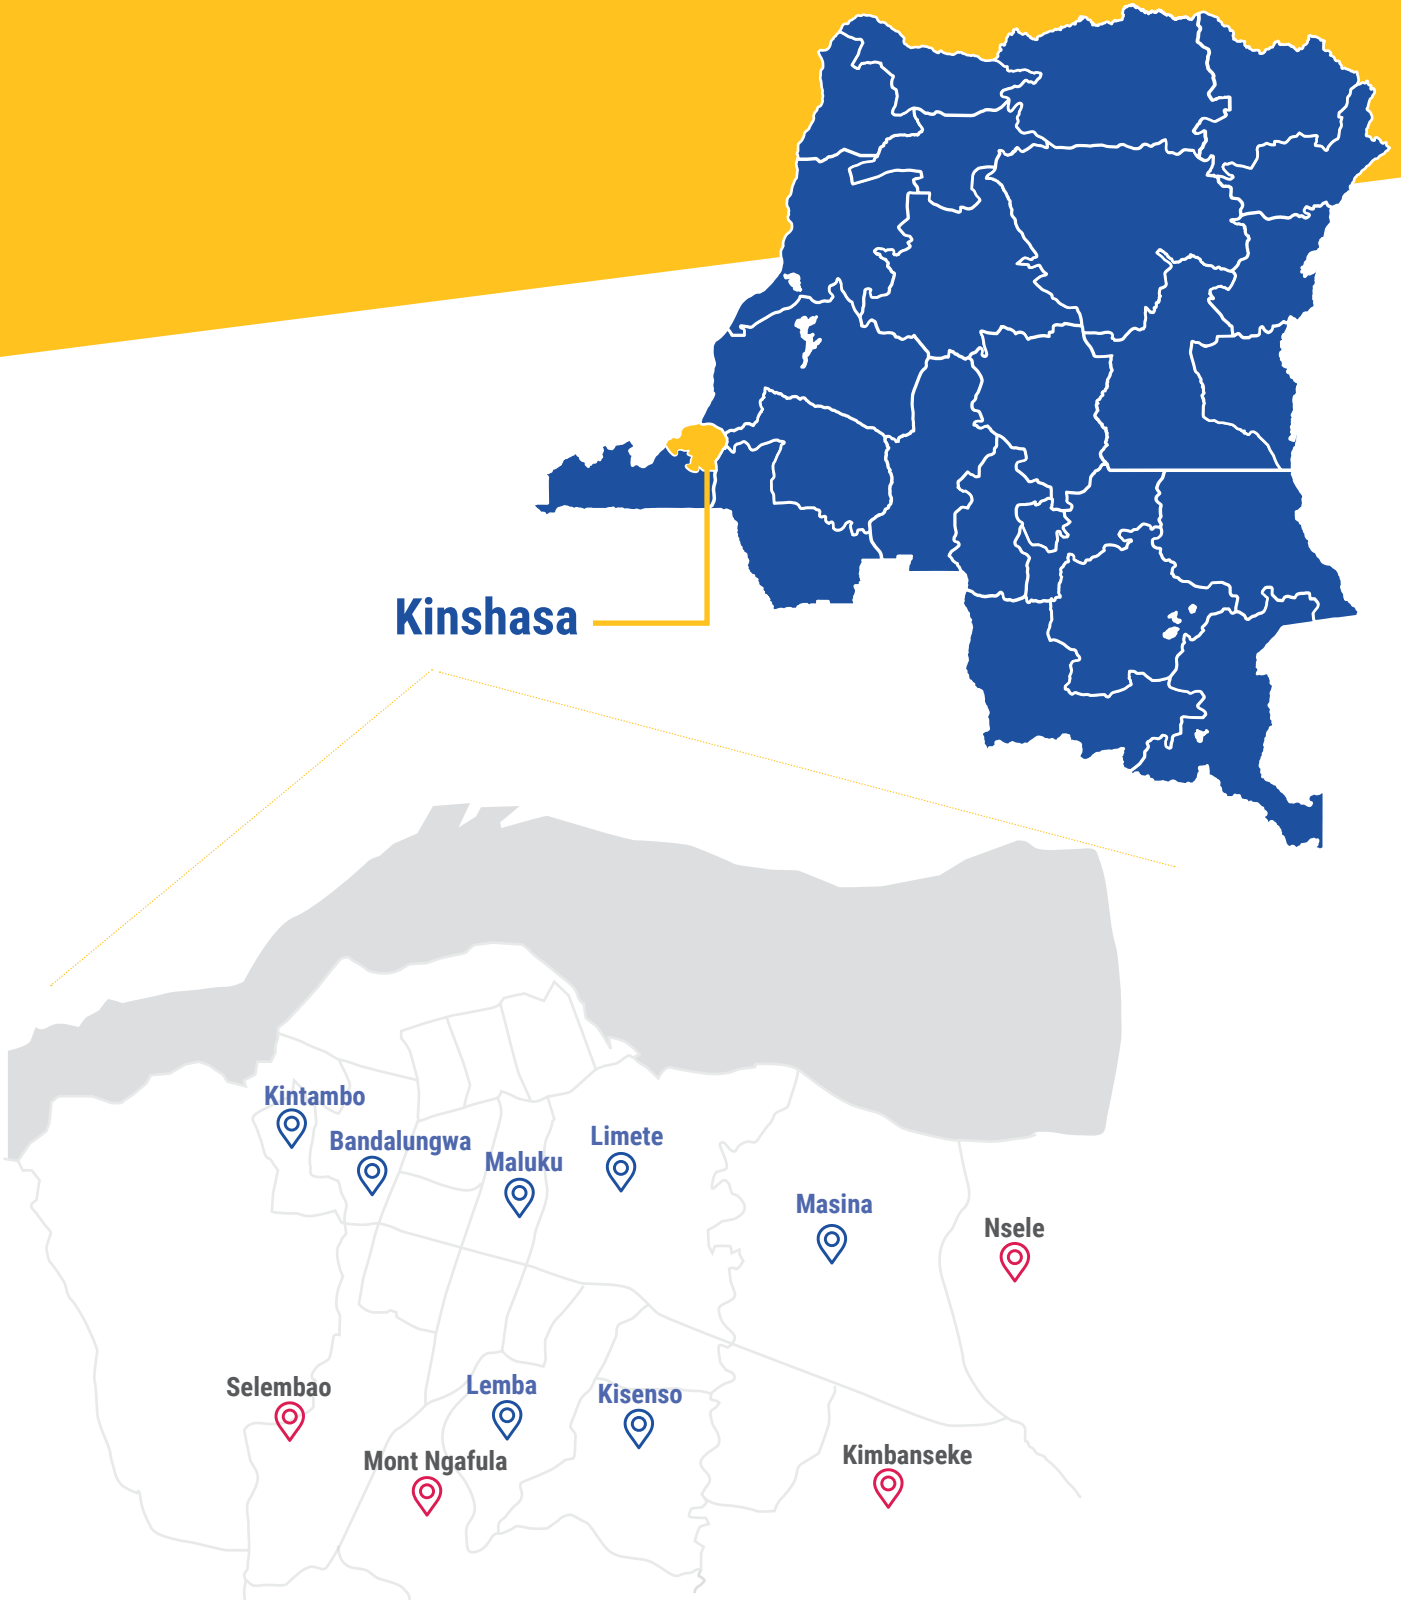 Kinshasa
Kintambo
Bandalungwa
Limete
Maluku
Masina
Nsele
Selembao
Lemba
Kisenso
Mont Ngafula
Kimbanseke